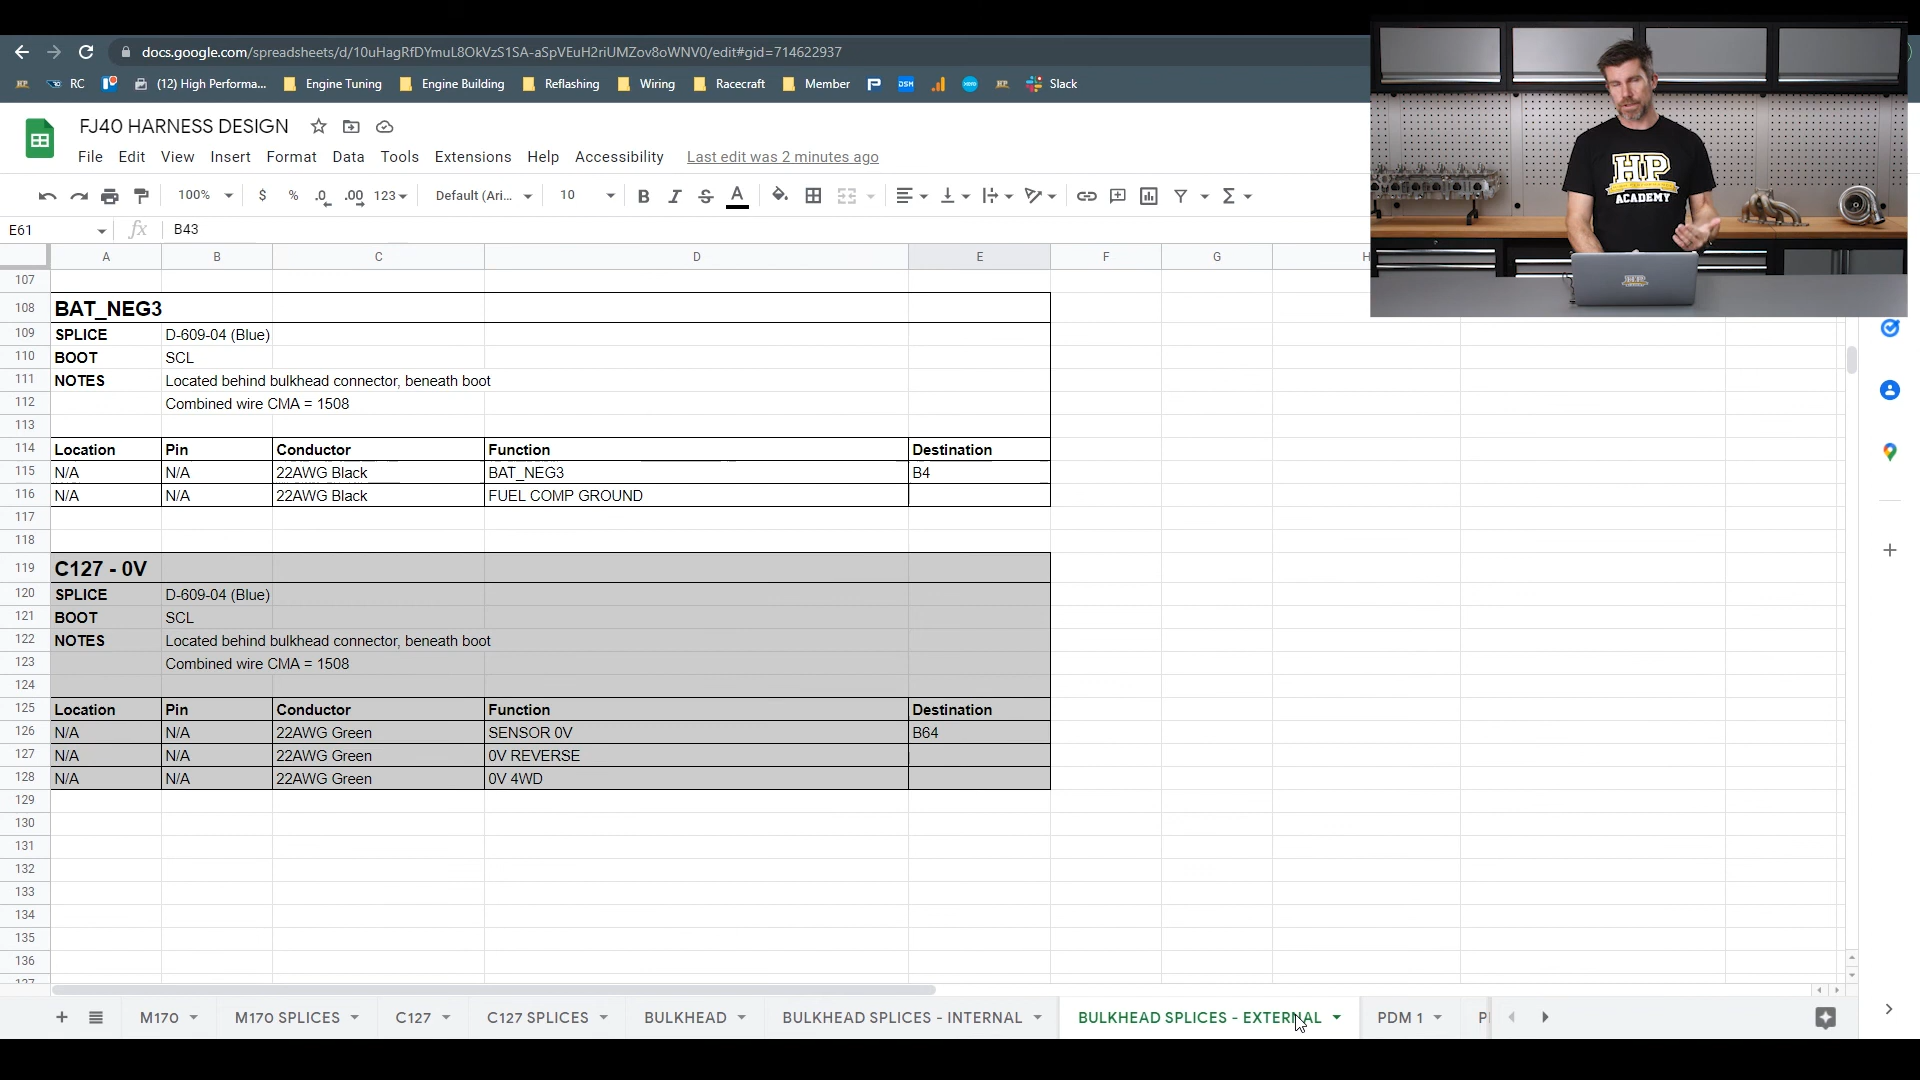 docs.google.com/spreadsheets/d/10uHagRfDYmuL8OkVzS1SA-aSpVEuH2riUMZov8oWNV0/edit#gid=714622937
RC (12) High Performa... Engine Tuning Engine Building Reflashing Wiring Racecraft Member DSM Slack
FJ40 HARNESS DESIGN
File Edit View Insert Format Data Tools Extensions Help Accessibility Last edit was 2 minutes ago
100% $ % .0 .00 123 Default (Ari... 10 B I S A
E61 fx B43
A B C D E F G H
107
108 BAT_NEG3
109 SPLICE D-609-04 (Blue)
110 BOOT SCL
111 NOTES Located behind bulkhead connector, beneath boot
112 Combined wire CMA = 1508
113
114 Location Pin Conductor Function Destination
115 N/A N/A 22AWG Black BAT_NEG3 B4
116 N/A N/A 22AWG Black FUEL COMP GROUND
117
118
119 C127 - 0V
120 SPLICE D-609-04 (Blue)
121 BOOT SCL
122 NOTES Located behind bulkhead connector, beneath boot
123 Combined wire CMA = 1508
124
125 Location Pin Conductor Function Destination
126 N/A N/A 22AWG Green SENSOR 0V B64
127 N/A N/A 22AWG Green 0V REVERSE
128 N/A N/A 22AWG Green 0V 4WD
129
130
131
132
133
134
135
136
137
M170 M170 SPLICES C127 C127 SPLICES BULKHEAD BULKHEAD SPLICES - INTERNAL BULKHEAD SPLICES - EXTERNAL PDM 1
HP
ACADEMY